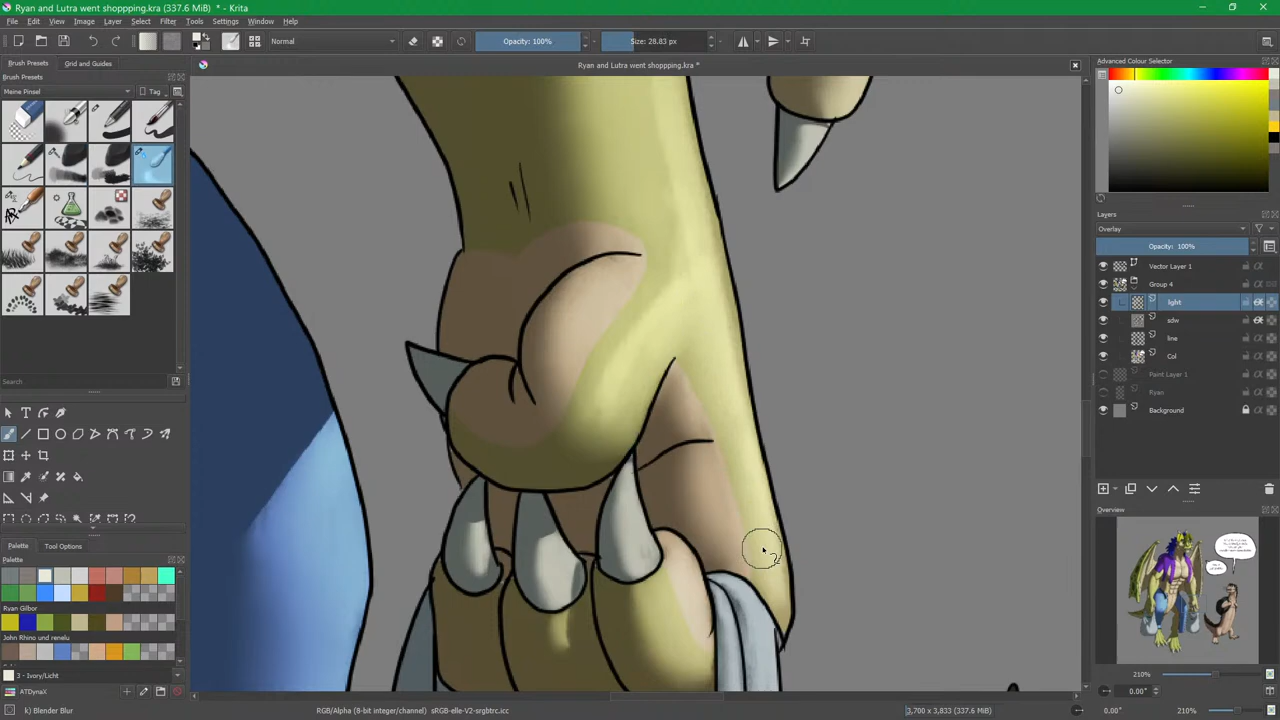 Ryan and Lutra went shoppping.kra (337.6 MiB) * - Krita
File Edit View Image Layer Select Filter Tools Settings Window Help
Normal
Opacity: 100%
Size: 28.83 px
Brush Presets
Grid and Guides
Brush Presets
Meine Pinsel
Tag
Search
Palette
Tool Options
Palette
Ryan Gilbor
John Rhino und renelu
3 - Ivory/Licht
ATDynaX
k) Blender Blur
Ryan and Lutra went shoppping.kra *
RGB/Alpha (8-bit integer/channel) sRGB-elle-V2-srgbtrc.icc
3,700 x 3,833 (337.6 MiB)
Advanced Colour Selector
Layers
Overlay
Opacity: 100%
Vector Layer 1
Group 4
light
sdw
line
Col
Paint Layer 1
Ryan
Background
Overview
210%
0.00°
0.00°
210%